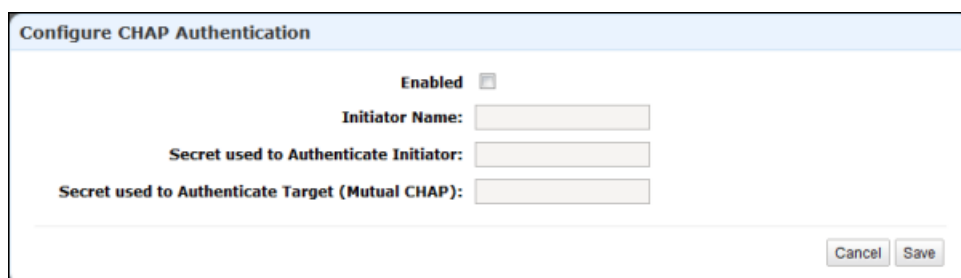 Configure CHAP Authentication
Enabled
Initiator Name:
Secret used to Authenticate Initiator:
Secret used to Authenticate Target (Mutual CHAP):
Cancel Save